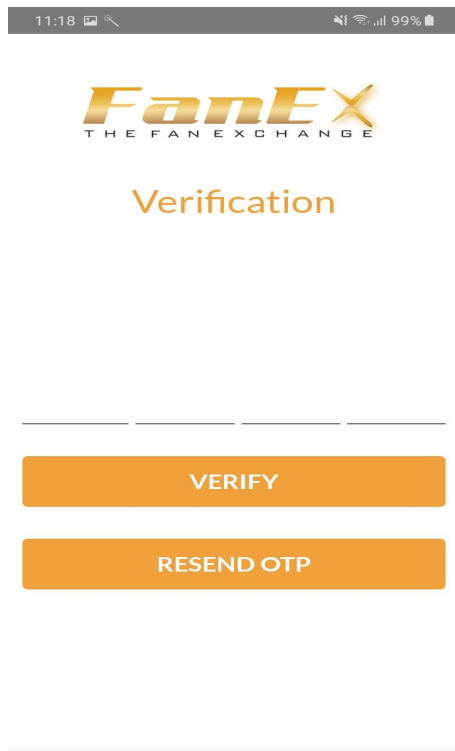 11:18 99%
FanEX
THE FAN EXCHANGE
Verification
VERIFY
RESEND OTP